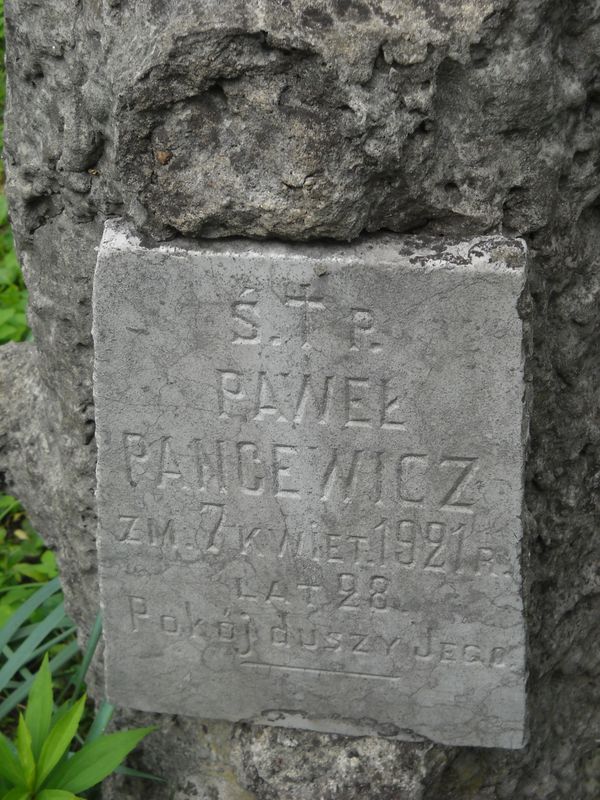 Ś. † P.
PAWEŁ
PANCEWICZ
ZM. 7 KWIET. 1921 R.
LAT 28
Pokój duszy Jego